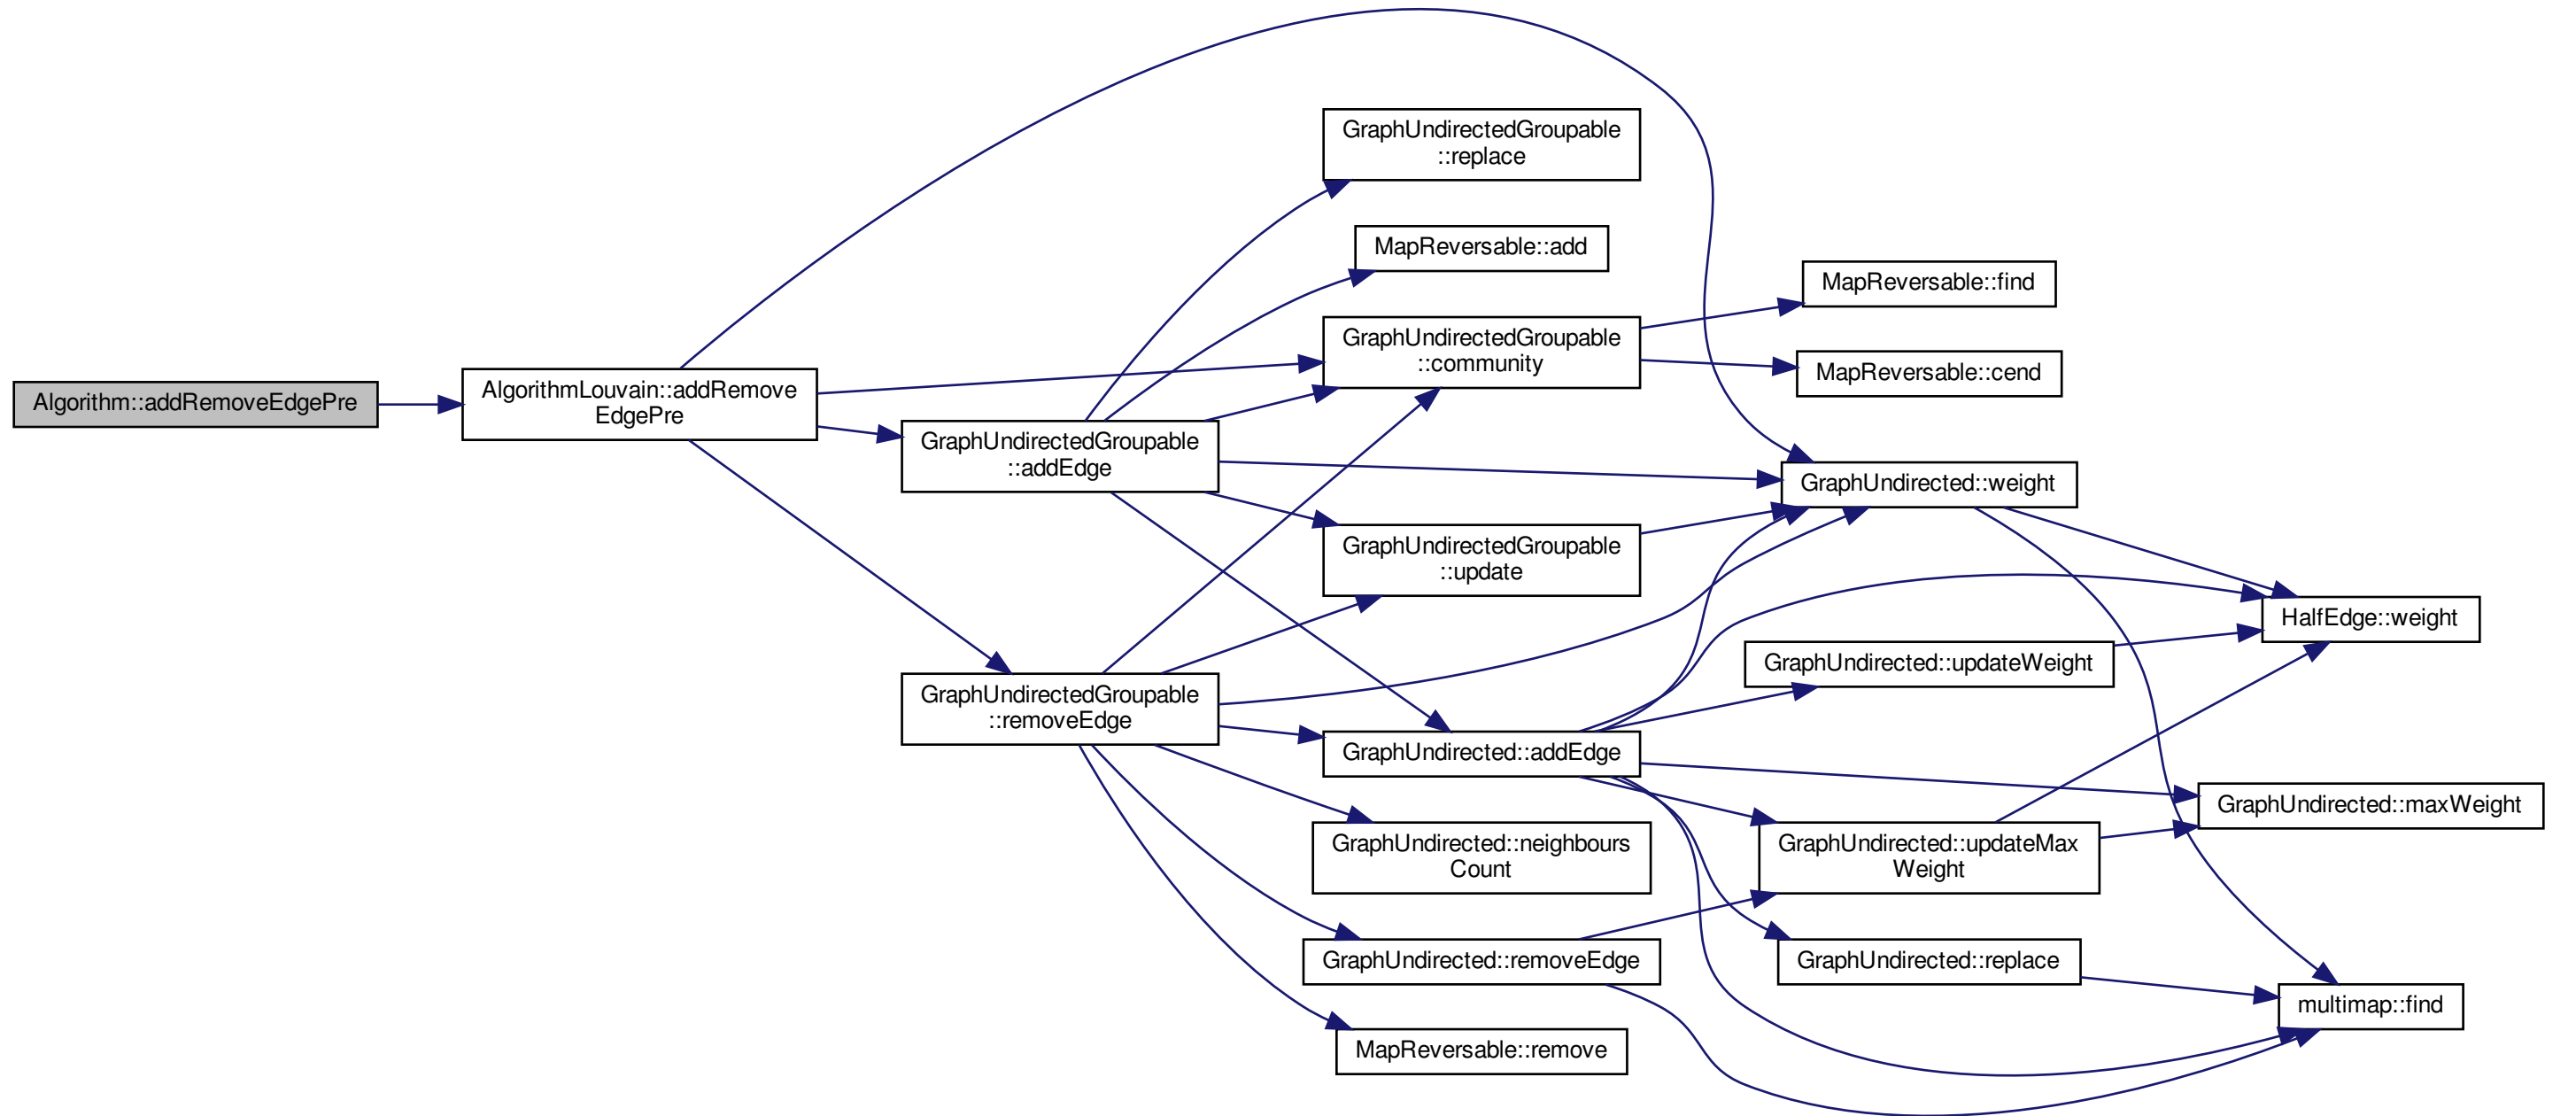 Algorithm::addRemoveEdgePre
AlgorithmLouvain::addRemove
EdgePre
GraphUndirectedGroupable
::addEdge
GraphUndirectedGroupable
::removeEdge
GraphUndirectedGroupable
::replace
MapReversable::add
GraphUndirectedGroupable
::community
GraphUndirectedGroupable
::update
GraphUndirected::addEdge
GraphUndirected::neighbours
Count
GraphUndirected::removeEdge
MapReversable::remove
MapReversable::find
MapReversable::cend
GraphUndirected::weight
GraphUndirected::updateWeight
GraphUndirected::updateMax
Weight
GraphUndirected::replace
HalfEdge::weight
GraphUndirected::maxWeight
multimap::find